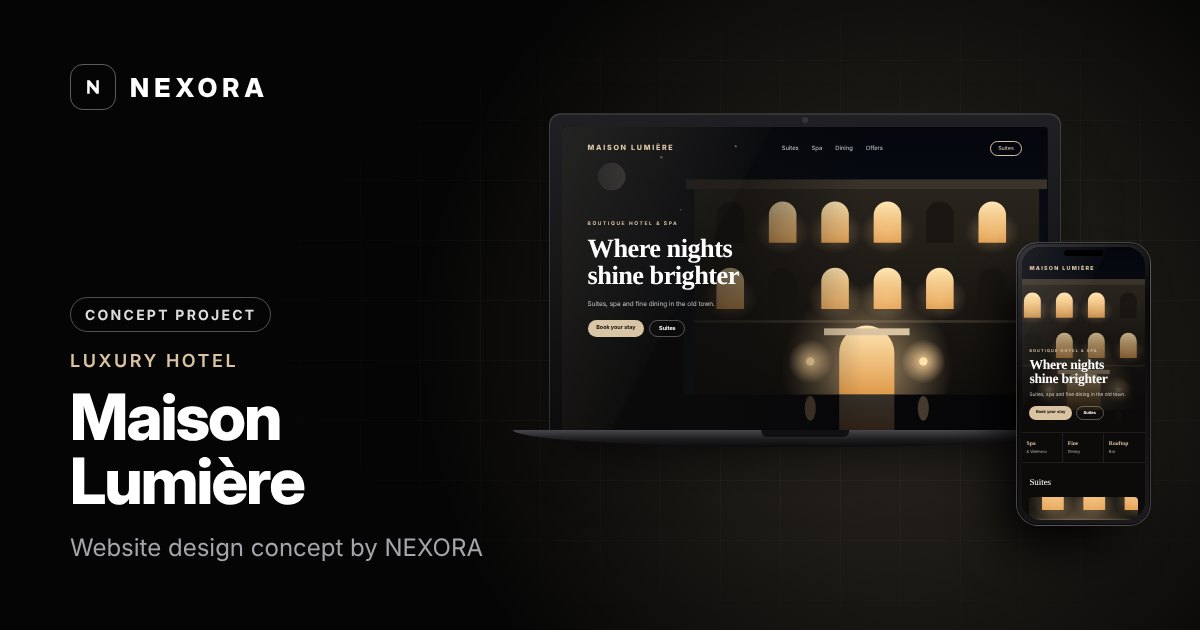 N NEXORA
CONCEPT PROJECT
LUXURY HOTEL
Maison
Lumière
Website design concept by NEXORA
MAISON LUMIÈRE Suites Spa Dining Offers Suites
BOUTIQUE HOTEL & SPA
Where nights
shine brighter
Suites, spa and fine dining in the old town.
Book your stay Suites
MAISON LUMIÈRE
BOUTIQUE HOTEL & SPA
Where nights
shine brighter
Suites, spa and fine dining in the old town.
Book your stay Suites
Spa Fine Rooftop
& Wellness Dining Bar
Suites